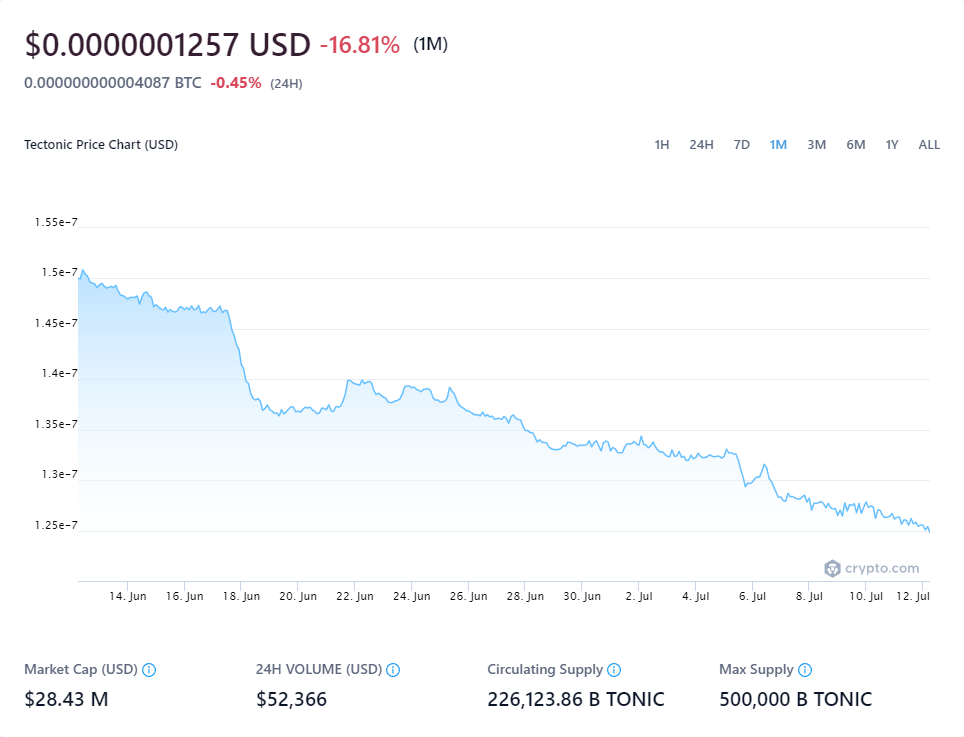 $0.0000001257 USD -16.81% (1M)
0.000000000004087 BTC -0.45% (24H)
Tectonic Price Chart (USD)
1H 24H 7D 1M 3M 6M 1Y ALL
1.55e-7
1.5e-7
1.45e-7
1.4e-7
1.35e-7
1.3e-7
1.25e-7
crypto.com
14. Jun 16. Jun 18. Jun 20. Jun 22. Jun 24. Jun 26. Jun 28. Jun 30. Jun 2. Jul 4. Jul 6. Jul 8. Jul 10. Jul 12. Jul
Market Cap (USD) 24H VOLUME (USD) Circulating Supply Max Supply
$28.43 M $52,366 226,123.86 B TONIC 500,000 B TONIC